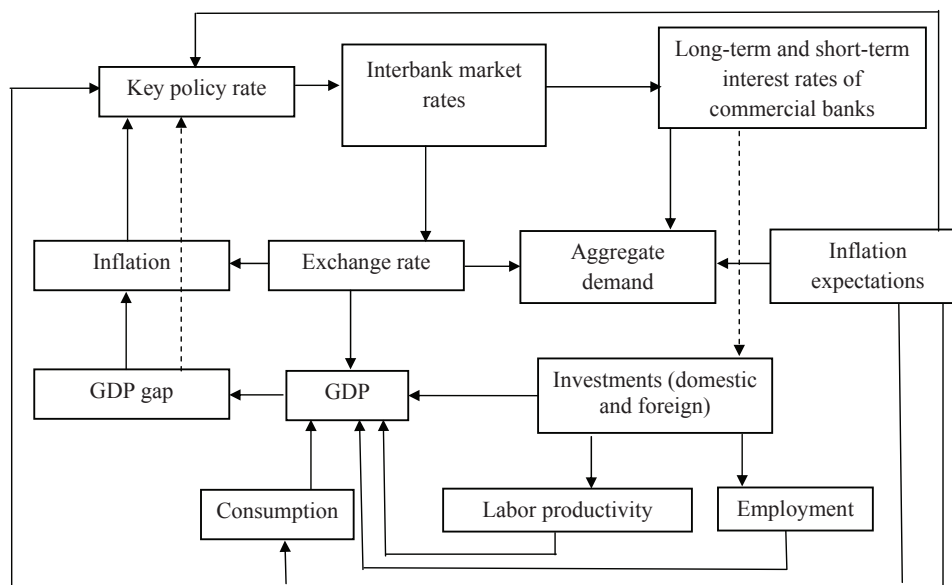 Key policy rate
Interbank market
rates
Long-term and short-term
interest rates of
commercial banks
Inflation
Exchange rate
Aggregate
demand
Inflation
expectations
GDP gap
GDP
Investments (domestic
and foreign)
Consumption
Labor productivity
Employment